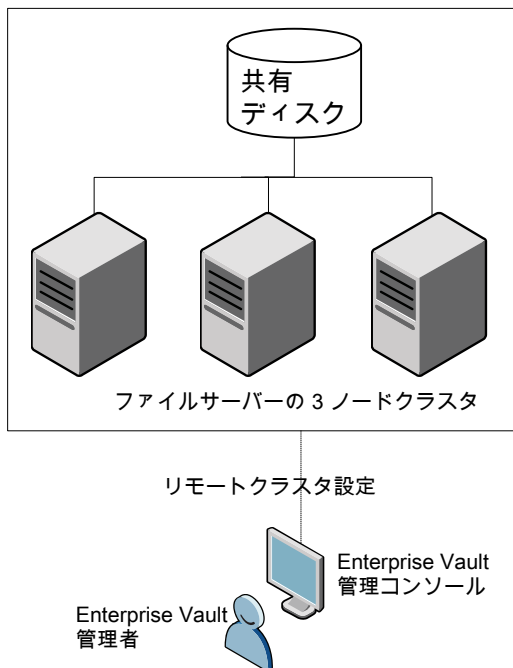 共有
ディスク
ファイルサーバーの 3 ノードクラスタ
リモートクラスタ設定
Enterprise Vault
管理コンソール
Enterprise Vault
管理者